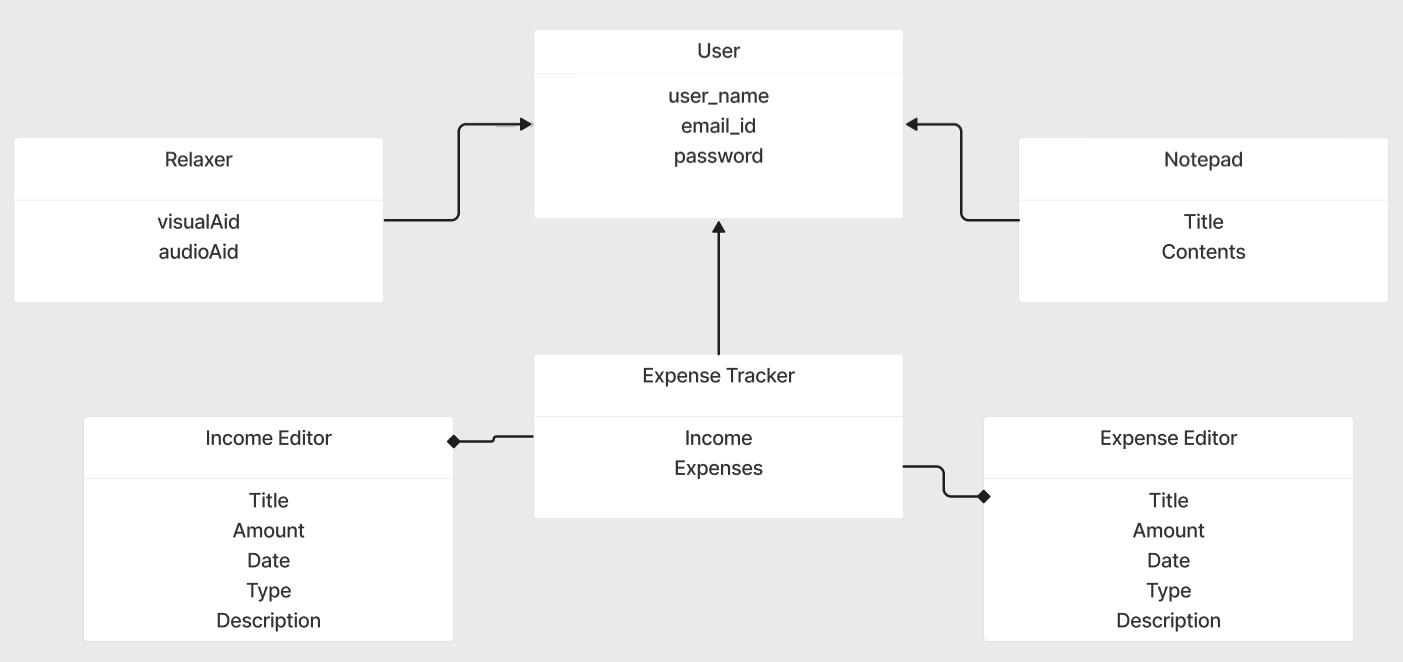 User
user_name
email_id
password
Relaxer
visualAid
audioAid
Notepad
Title
Contents
Expense Tracker
Income
Expenses
Income Editor
Title
Amount
Date
Type
Description
Expense Editor
Title
Amount
Date
Type
Description